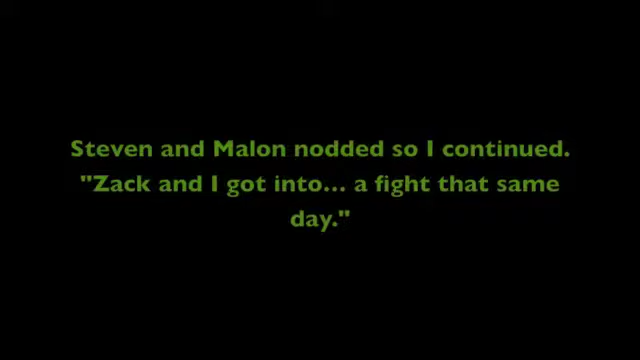 Steven and Malon nodded so I continued.
"Zack and I got into... a fight that same
day."